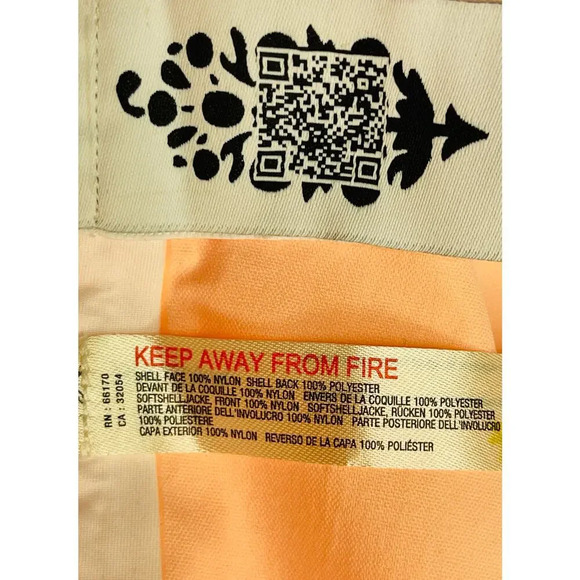 KEEP AWAY FROM FIRE
SHELL FACE 100% NYLON SHELL BACK 100% POLYESTER
DEVANT DE LA COQUILLE 100% NYLON ENVERS DE LA COQUILLE 100% POLYESTER
SOFTSHELLJACKE, FRONT 100% NYLON SOFTSHELLJACKE, RÜCKEN 100% POLYESTER
PARTE ANTERIORE DELL'INVOLUCRO 100% NYLON PARTE POSTERIORE DELL'INVOLUCRO
100% POLIESTERE
CAPA EXTERIOR 100% NYLON REVERSO DE LA CAPA 100% POLIÉSTER
RN : 66170
CA : 32054